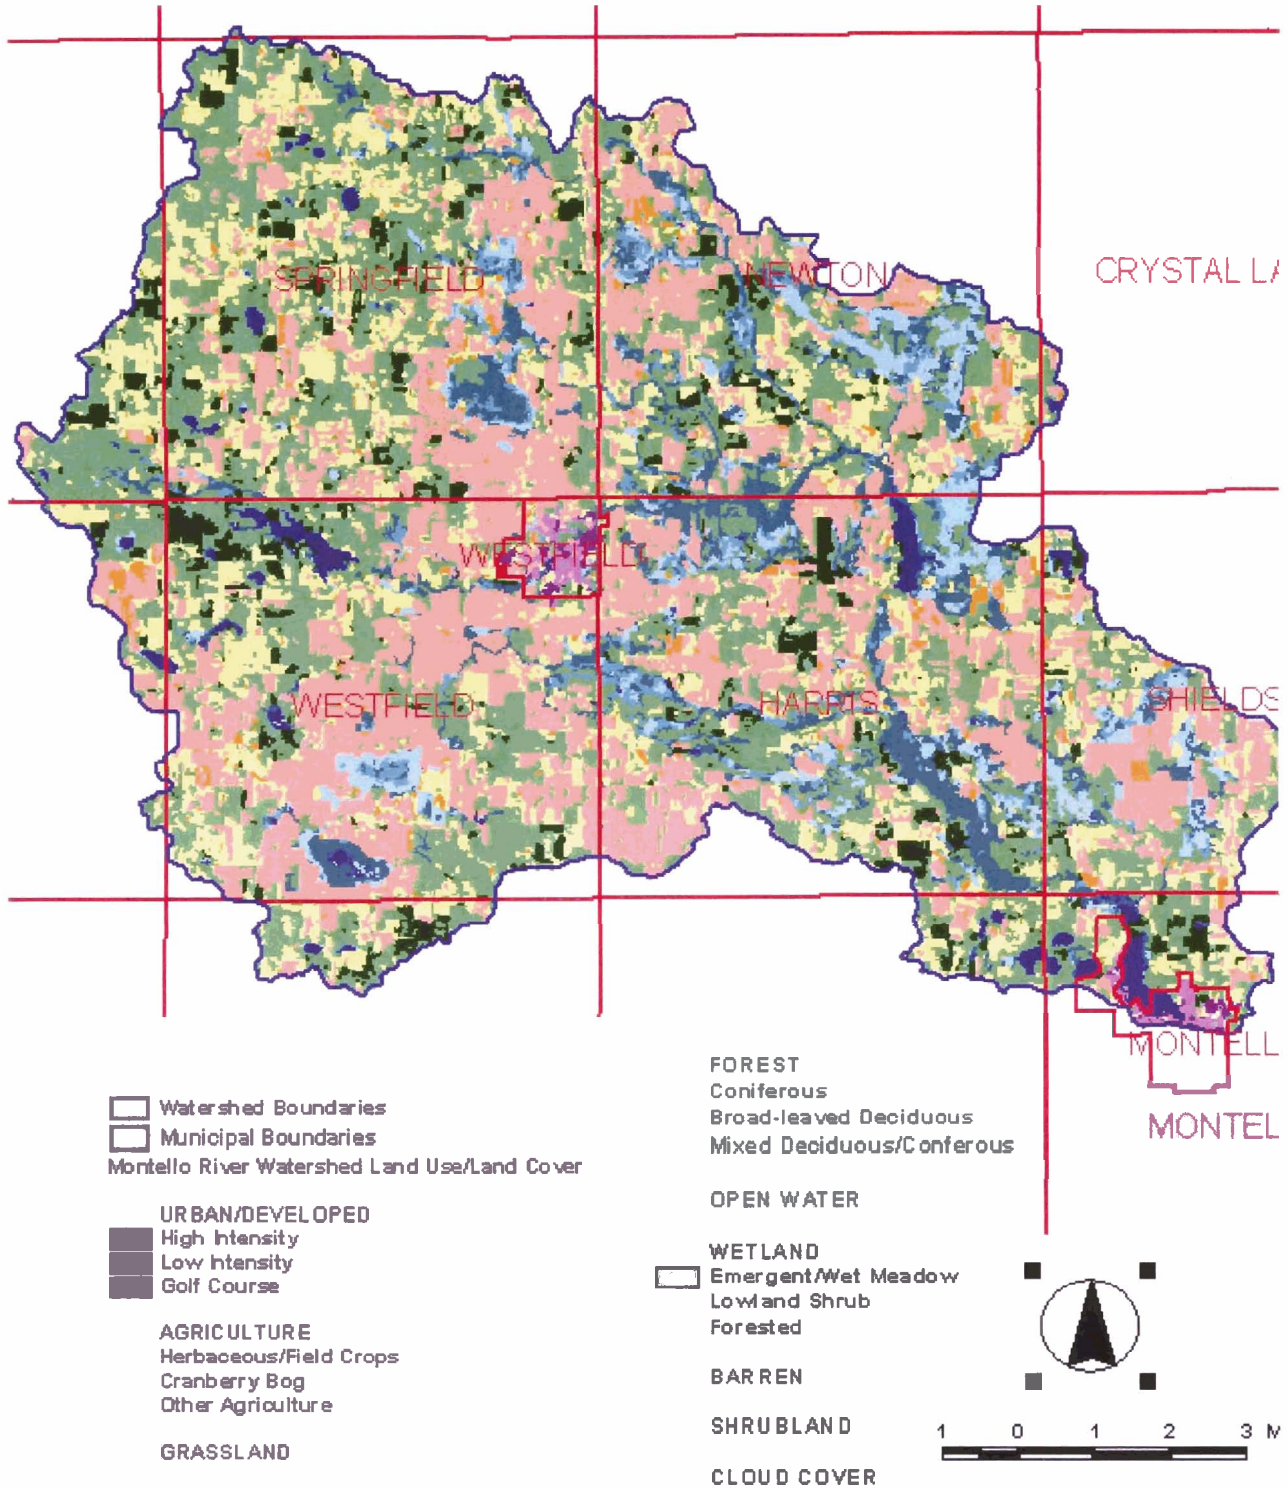 SPRINGFIELD
NEWTON
CRYSTAL LA
WESTFIELD
WESTFIELD
HARRIS
SHIELDS
MONTELL
MONTEL
Watershed Boundaries
Municipal Boundaries
Montello River Watershed Land Use/Land Cover
URBAN/DEVELOPED
High Intensity
Low Intensity
Golf Course
AGRICULTURE
Herbaceous/Field Crops
Cranberry Bog
Other Agriculture
GRASSLAND
FOREST
Coniferous
Broad-leaved Deciduous
Mixed Deciduous/Conferous
OPEN WATER
WETLAND
Emergent/Wet Meadow
Lowland Shrub
Forested
BARREN
SHRUBLAND
CLOUD COVER
1 0 1 2 3 M